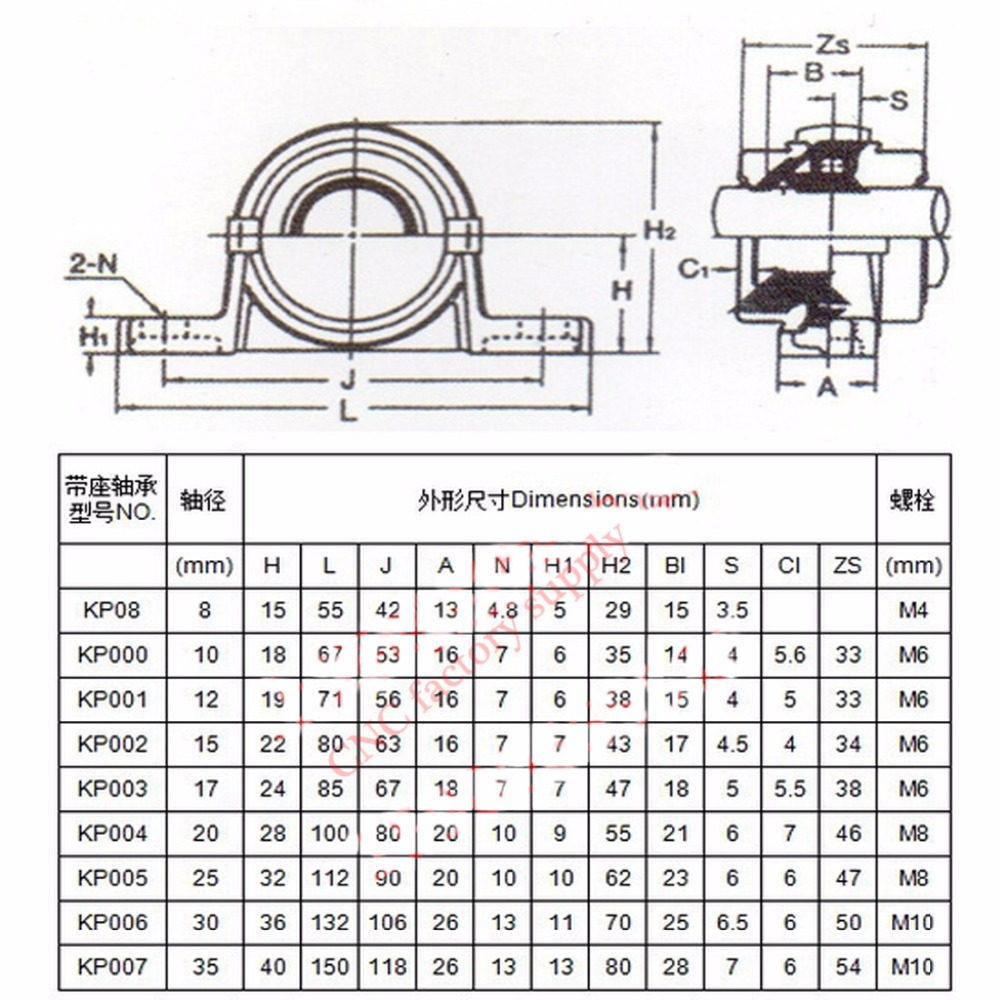 Zs
B
S
2-N
H₂
H
C₁
H₁
J
A
L
带座轴承 轴径 外形尺寸Dimensions(mm) 螺栓
型号NO.
(mm) H L J A N H1 H2 BI S CI ZS (mm)
KP08 8 15 55 42 13 4.8 5 29 15 3.5 M4
KP000 10 18 67 53 16 7 6 35 14 4 5.6 33 M6
KP001 12 19 71 56 16 7 6 38 15 4 5 33 M6
KP002 15 22 80 63 16 7 7 43 17 4.5 4 34 M6
KP003 17 24 85 67 18 7 7 47 18 5 5.5 38 M6
KP004 20 28 100 80 20 10 9 55 21 6 7 46 M8
KP005 25 32 112 90 20 10 10 62 23 6 6 47 M8
KP006 30 36 132 106 26 13 11 70 25 6.5 6 50 M10
KP007 35 40 150 118 26 13 13 80 28 7 6 54 M10
CNC factory supply